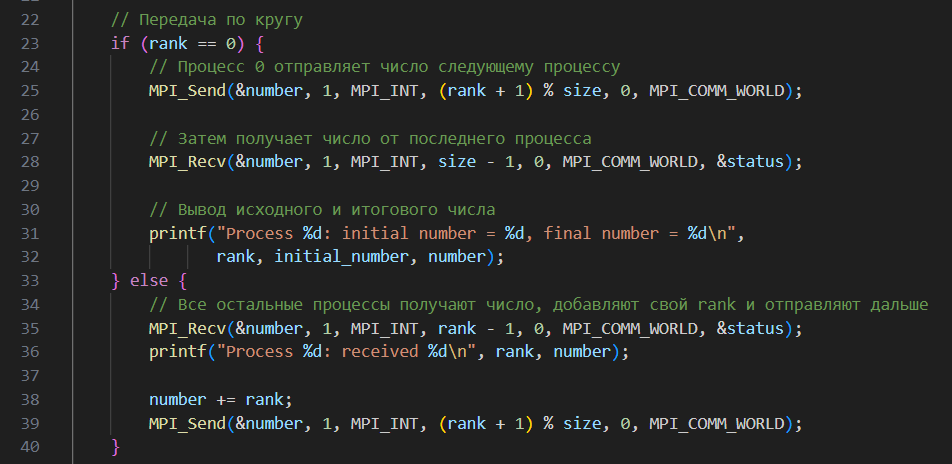 22 // Передача по кругу
23 if (rank == 0) {
24 // Процесс 0 отправляет число следующему процессу
25 MPI_Send(&number, 1, MPI_INT, (rank + 1) % size, 0, MPI_COMM_WORLD);
26
27 // Затем получает число от последнего процесса
28 MPI_Recv(&number, 1, MPI_INT, size - 1, 0, MPI_COMM_WORLD, &status);
29
30 // Вывод исходного и итогового числа
31 printf("Process %d: initial number = %d, final number = %d\n",
32 rank, initial_number, number);
33 } else {
34 // Все остальные процессы получают число, добавляют свой rank и отправляют дальше
35 MPI_Recv(&number, 1, MPI_INT, rank - 1, 0, MPI_COMM_WORLD, &status);
36 printf("Process %d: received %d\n", rank, number);
37
38 number += rank;
39 MPI_Send(&number, 1, MPI_INT, (rank + 1) % size, 0, MPI_COMM_WORLD);
40 }